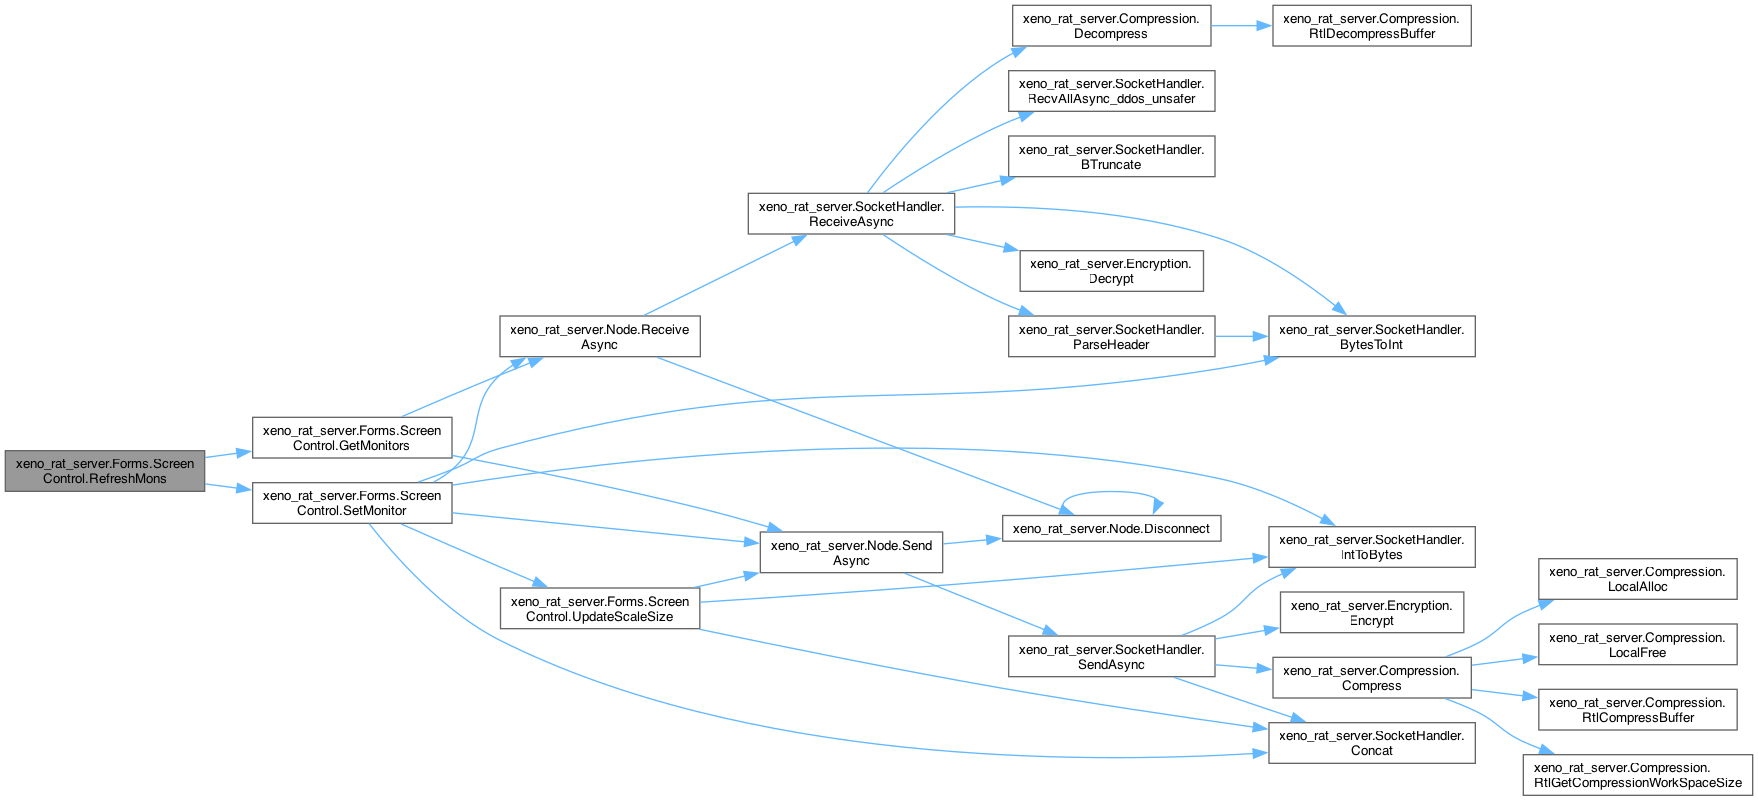 xeno_rat_server.Compression.
Decompress
xeno_rat_server.Compression.
RtlDecompressBuffer
xeno_rat_server.SocketHandler.
RecvAllAsync_ddos_unsafer
xeno_rat_server.SocketHandler.
BTruncate
xeno_rat_server.SocketHandler.
ReceiveAsync
xeno_rat_server.Encryption.
Decrypt
xeno_rat_server.Node.Receive
Async
xeno_rat_server.SocketHandler.
ParseHeader
xeno_rat_server.SocketHandler.
BytesToInt
xeno_rat_server.Forms.Screen
Control.GetMonitors
xeno_rat_server.Forms.Screen
Control.RefreshMons
xeno_rat_server.Forms.Screen
Control.SetMonitor
xeno_rat_server.Node.Disconnect
xeno_rat_server.Node.Send
Async
xeno_rat_server.SocketHandler.
IntToBytes
xeno_rat_server.Compression.
LocalAlloc
xeno_rat_server.Forms.Screen
Control.UpdateScaleSize
xeno_rat_server.Encryption.
Encrypt
xeno_rat_server.SocketHandler.
SendAsync
xeno_rat_server.Compression.
LocalFree
xeno_rat_server.Compression.
Compress
xeno_rat_server.Compression.
RtlCompressBuffer
xeno_rat_server.SocketHandler.
Concat
xeno_rat_server.Compression.
RtlGetCompressionWorkSpaceSize